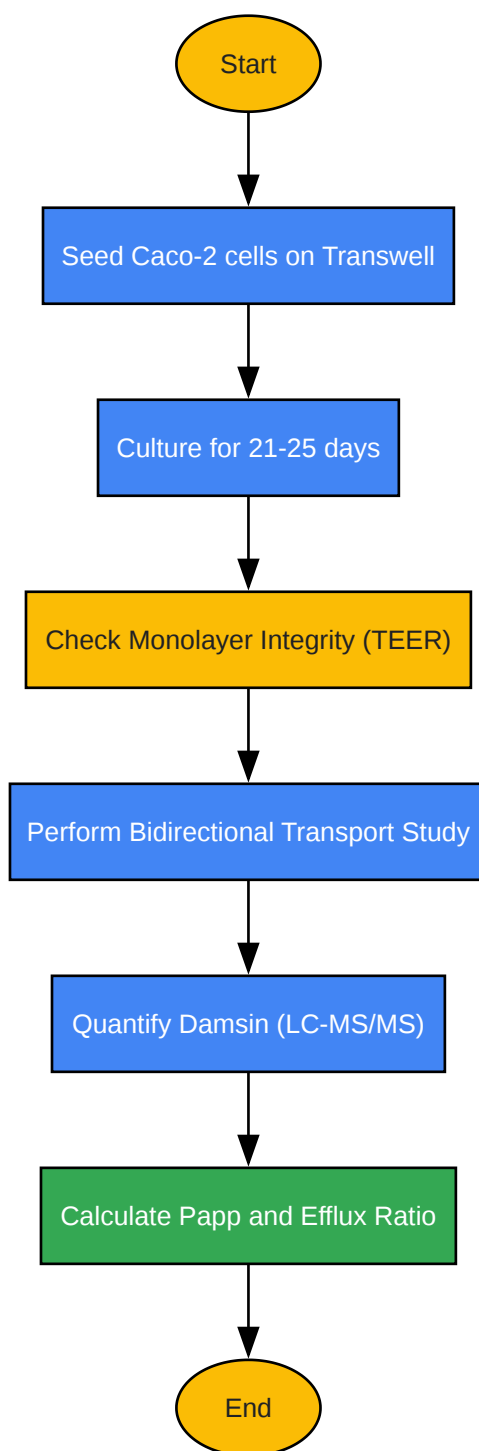 Start
Seed Caco-2 cells on Transwell
Culture for 21-25 days
Check Monolayer Integrity (TEER)
Perform Bidirectional Transport Study
Quantify Damsin (LC-MS/MS)
Calculate Papp and Efflux Ratio
End